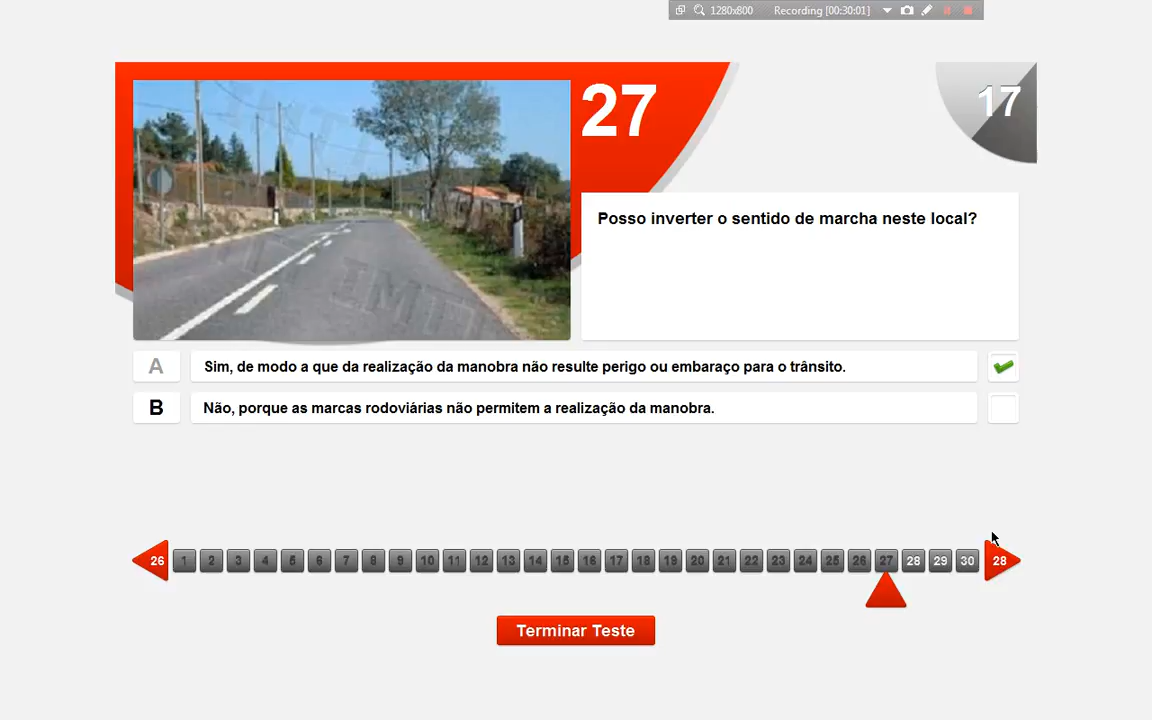 1280x800 Recording [00:30:01]
27
17
IMT
Posso inverter o sentido de marcha neste local?
A Sim, de modo a que da realização da manobra não resulte perigo ou embaraço para o trânsito.
B Não, porque as marcas rodoviárias não permitem a realização da manobra.
26 1 2 3 4 5 6 7 8 9 10 11 12 13 14 15 16 17 18 19 20 21 22 23 24 25 26 27 28 29 30 28
Terminar Teste